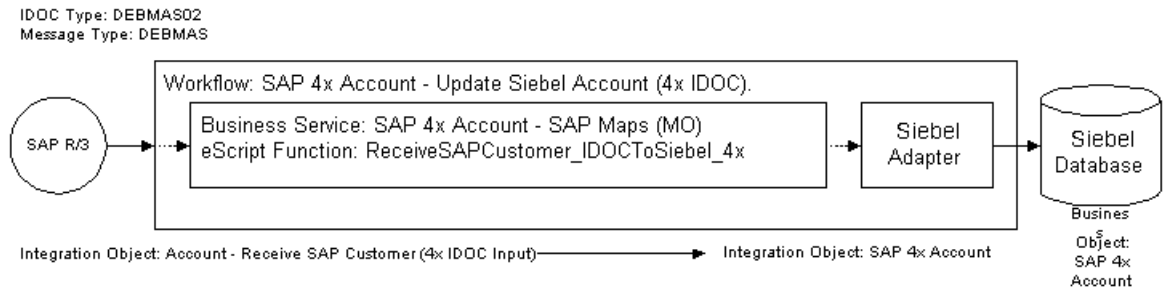 IDOC Type: DEBMAS02
Message Type: DEBMAS
Workflow: SAP 4x Account - Update Siebel Account (4x IDOC).
Business Service: SAP 4x Account - SAP Maps (MO)
eScript Function: ReceiveSAPCustomer_IDOCToSiebel_4x
SAP R/3
Siebel
Adapter
Siebel
Database
Busines
s
Object:
SAP 4x
Account
Integration Object: Account - Receive SAP Customer (4x IDOC Input)
Integration Object: SAP 4x Account